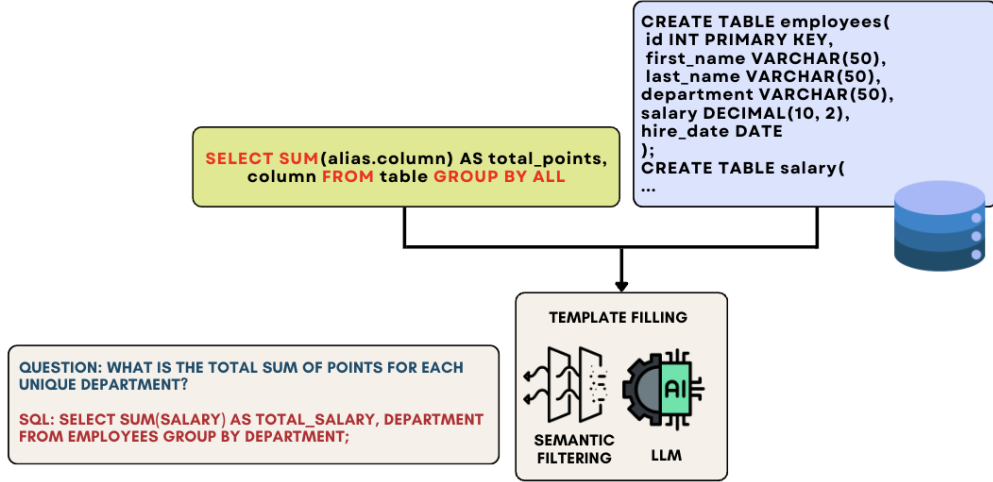 SELECT SUM(alias.column) AS total_points,
column FROM table GROUP BY ALL
CREATE TABLE employees(
id INT PRIMARY KEY,
first_name VARCHAR(50),
last_name VARCHAR(50),
department VARCHAR(50),
salary DECIMAL(10, 2),
hire_date DATE
);
CREATE TABLE salary(
...
TEMPLATE FILLING
AI
SEMANTIC
FILTERING
LLM
QUESTION: WHAT IS THE TOTAL SUM OF POINTS FOR EACH
UNIQUE DEPARTMENT?
SQL: SELECT SUM(SALARY) AS TOTAL_SALARY, DEPARTMENT
FROM EMPLOYEES GROUP BY DEPARTMENT;